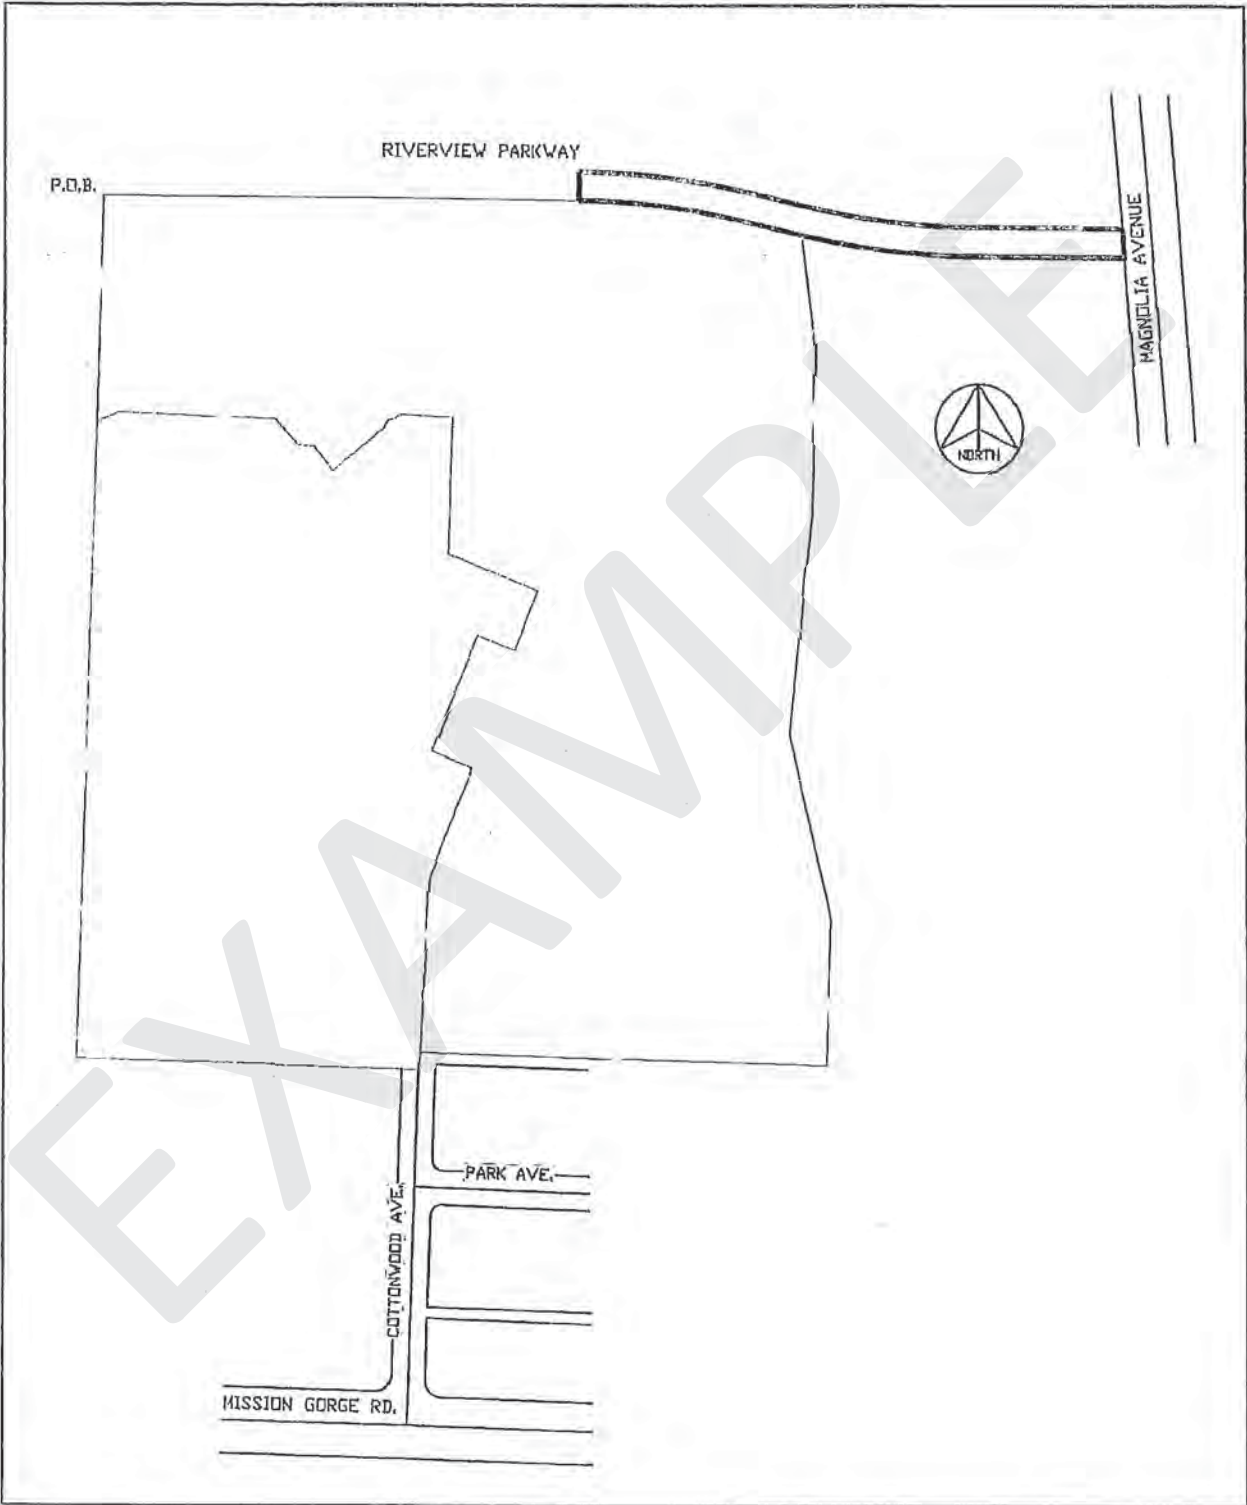 RIVERVIEW PARKWAY
P.O.B.
MAGNOLIA AVENUE
NORTH
PARK AVE.
COTTONWOOD AVE.
MISSION GORGE RD.
EXAMPLE